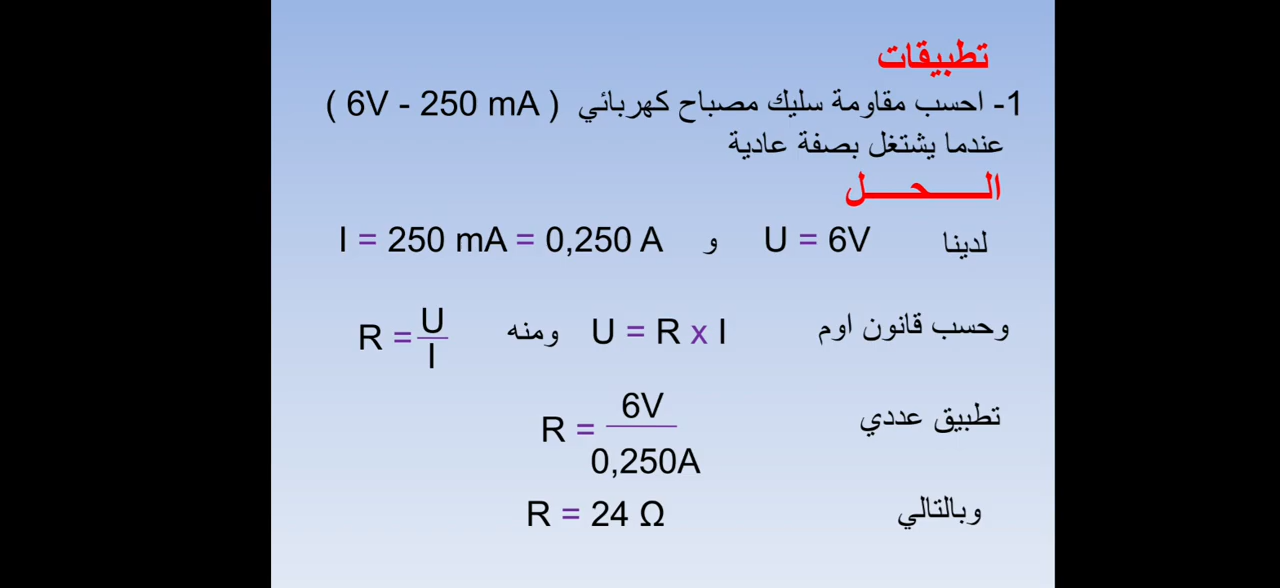 تطبيقات
1- احسب مقاومة سليك مصباح كهربائي ( 6V - 250 mA )
عندما يشتغل بصفة عادية
الــــحــــل
لدينا U = 6V و I = 250 mA = 0,250 A
وحسب قانون اوم U = R x I ومنه R = U/I
تطبيق عددي R = 6V/0,250A
وبالتالي R = 24 Ω